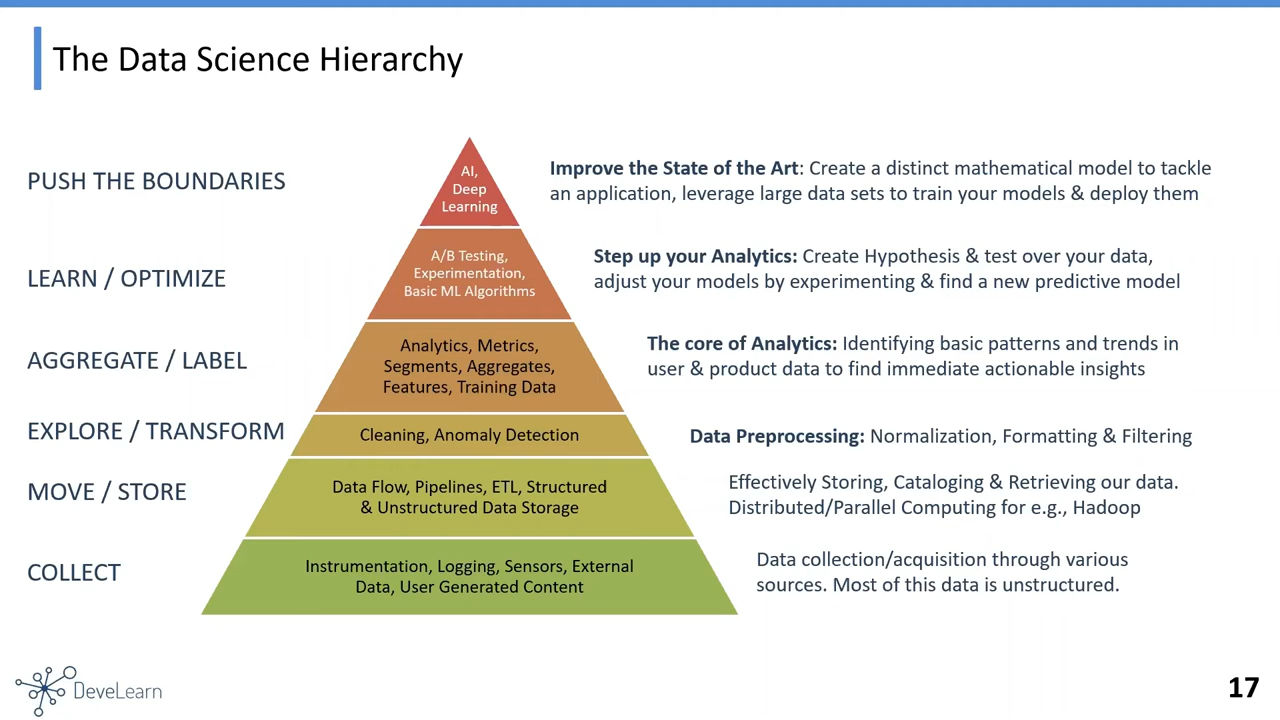 The Data Science Hierarchy
PUSH THE BOUNDARIES
AI,
Deep
Learning
Improve the State of the Art: Create a distinct mathematical model to tackle
an application, leverage large data sets to train your models & deploy them
LEARN / OPTIMIZE
A/B Testing,
Experimentation,
Basic ML Algorithms
Step up your Analytics: Create Hypothesis & test over your data,
adjust your models by experimenting & find a new predictive model
AGGREGATE / LABEL
Analytics, Metrics,
Segments, Aggregates,
Features, Training Data
The core of Analytics: Identifying basic patterns and trends in
user & product data to find immediate actionable insights
EXPLORE / TRANSFORM
Cleaning, Anomaly Detection
Data Preprocessing: Normalization, Formatting & Filtering
MOVE / STORE
Data Flow, Pipelines, ETL, Structured
& Unstructured Data Storage
Effectively Storing, Cataloging & Retrieving our data.
Distributed/Parallel Computing for e.g., Hadoop
COLLECT
Instrumentation, Logging, Sensors, External
Data, User Generated Content
Data collection/acquisition through various
sources. Most of this data is unstructured.
DeveLearn
17